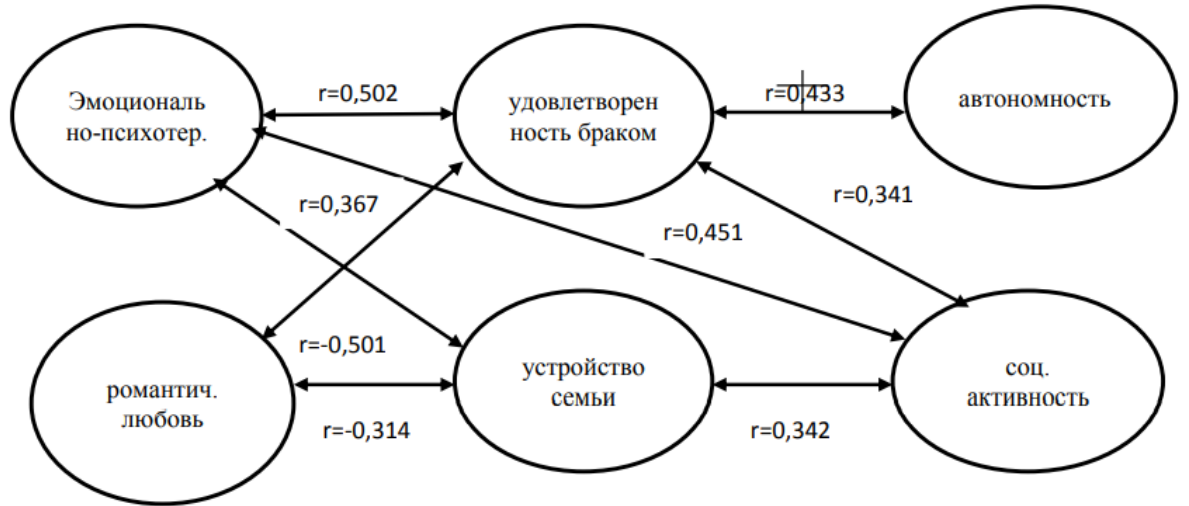 Эмоциональ
но-психотер.
r=0,502
удовлетворен
ность браком
r=0,433
автономность
r=0,367
r=0,451
r=0,341
романтич.
любовь
r=-0,501
r=-0,314
устройство
семьи
r=0,342
соц.
активность